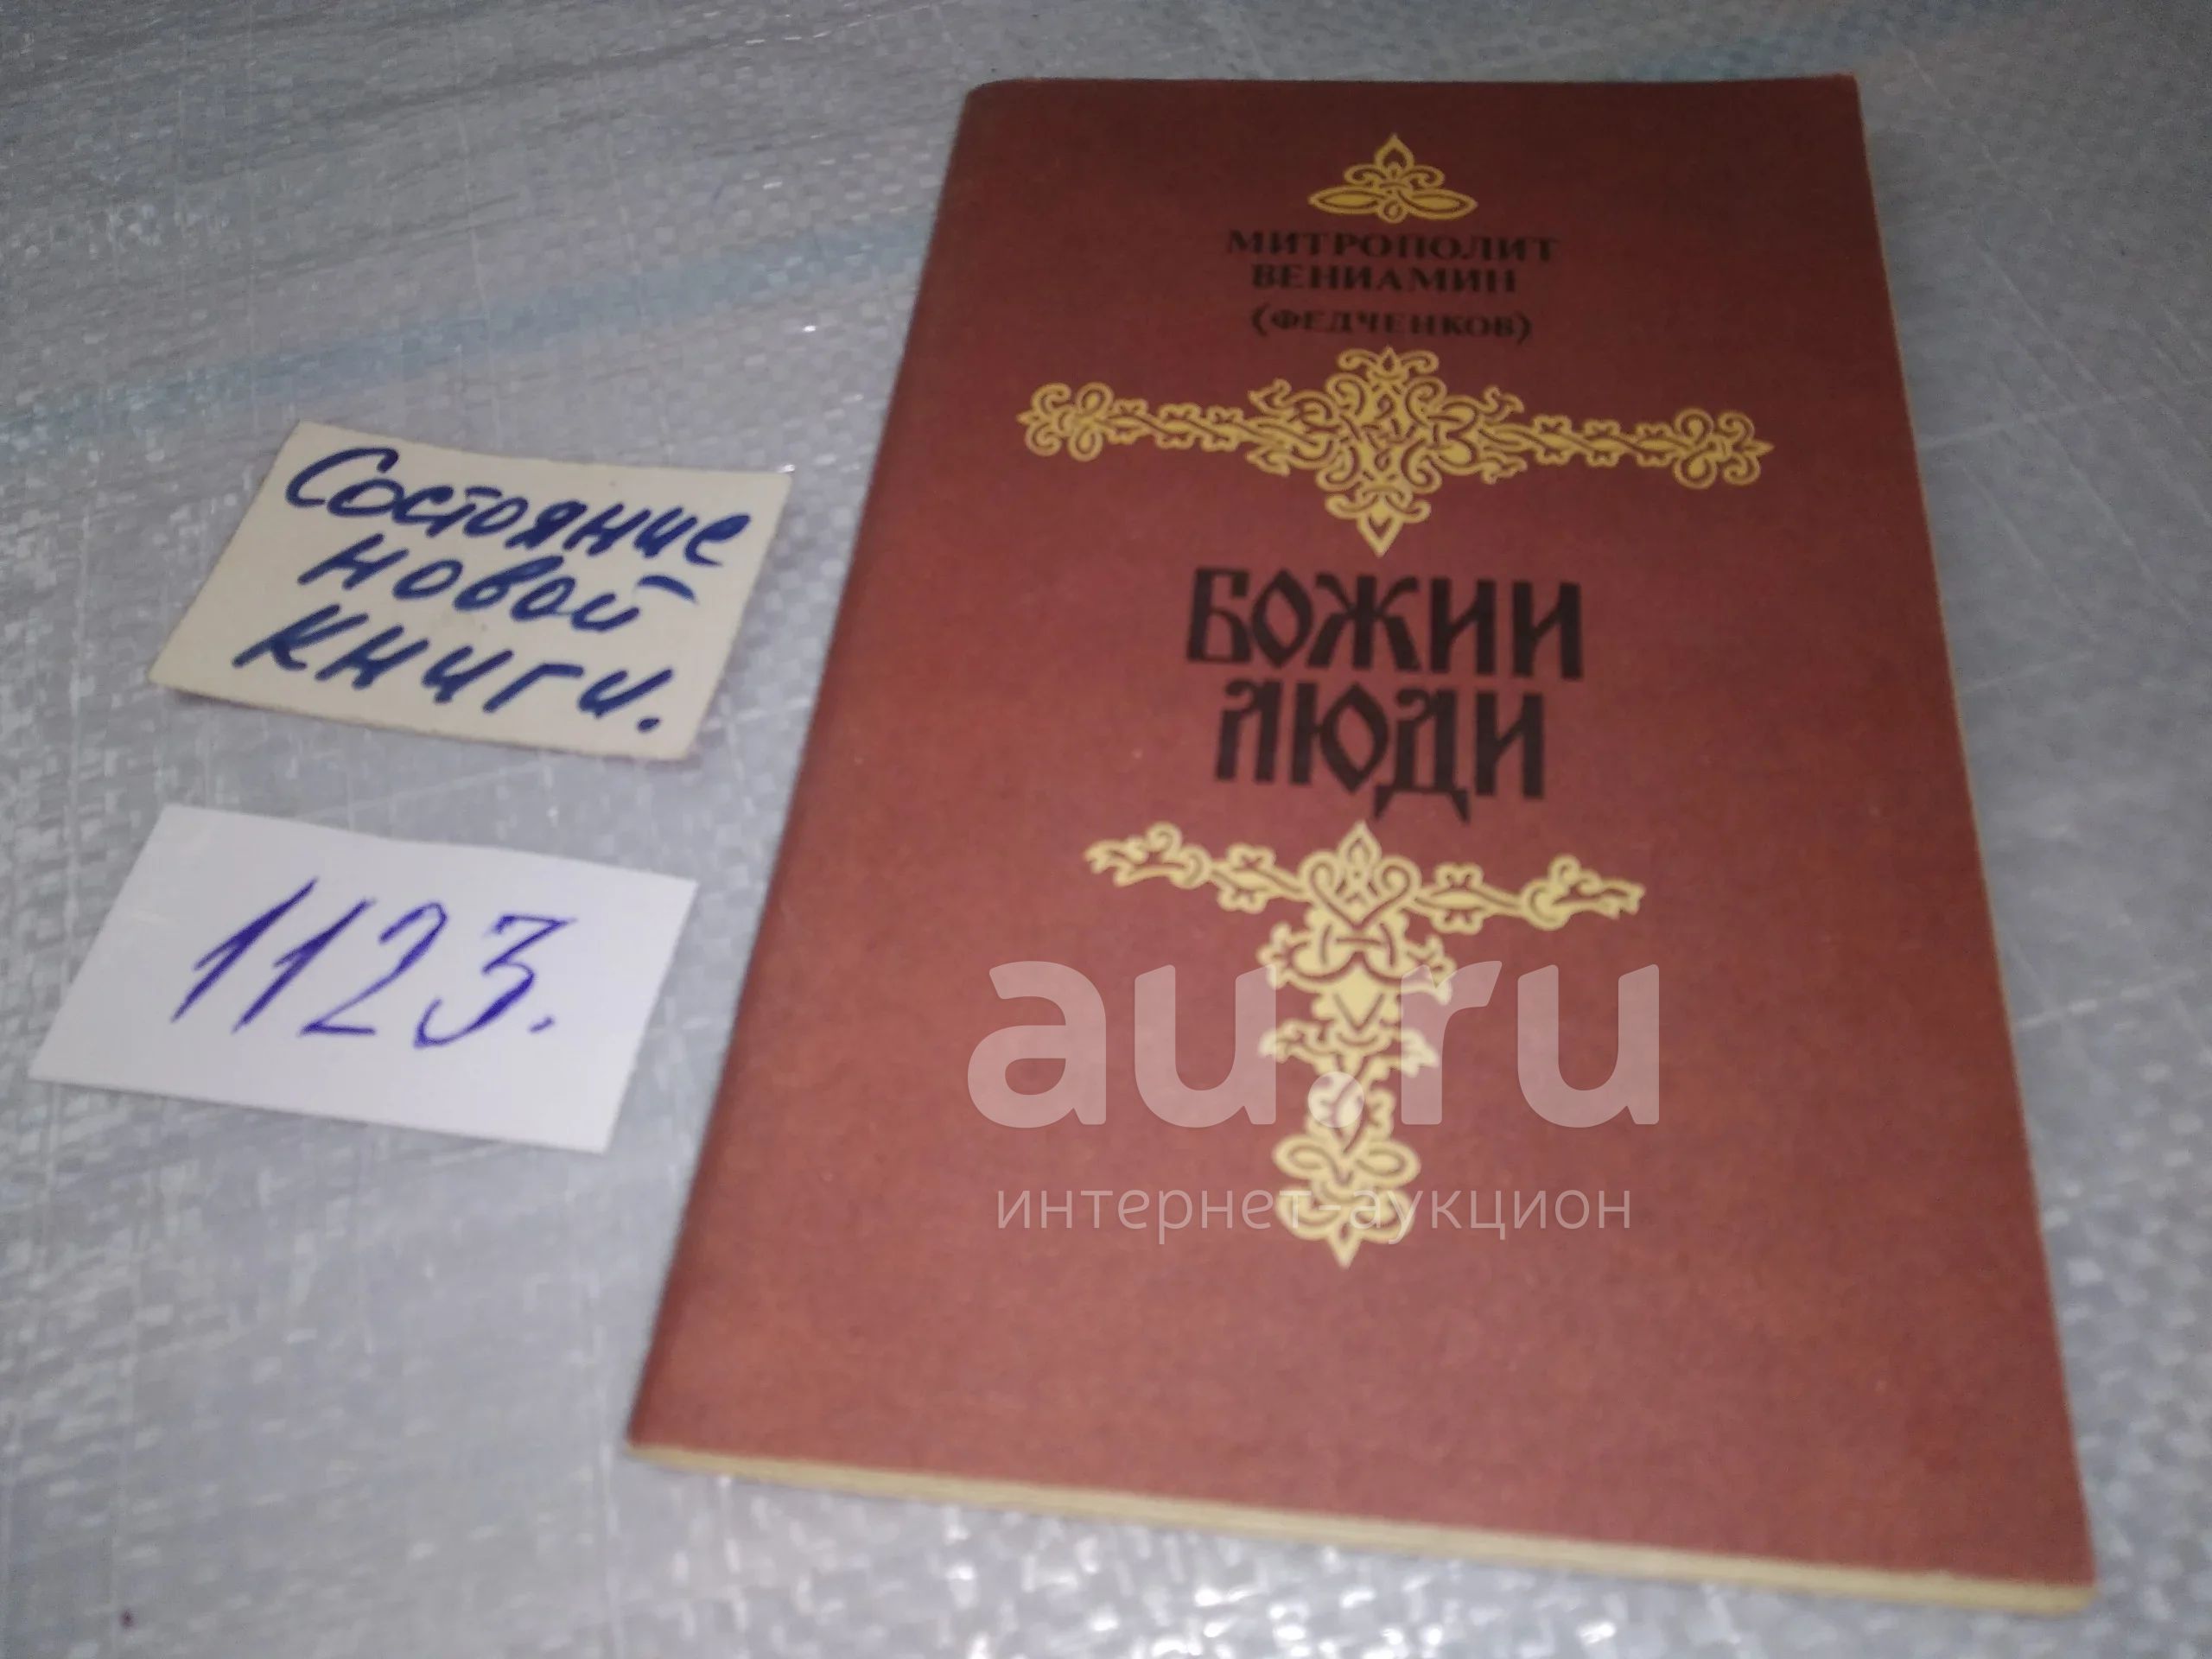 МИТРОПОЛИТ
ВЕНИАМИН
(ФЕДЧЕНКОВ)
БОЖИИ
ЛЮДИ
Состояние
новой
книги.
1123.
au.ru
интернет-аукцион